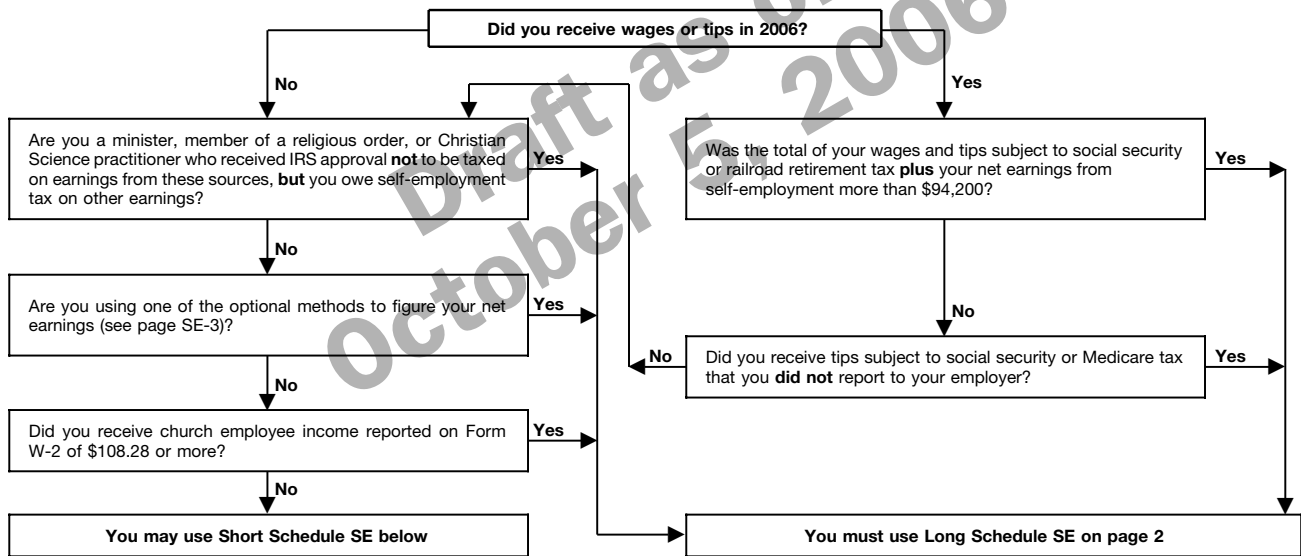 Did you receive wages or tips in 2006?
No
Yes
Are you a minister, member of a religious order, or Christian
Science practitioner who received IRS approval not to be taxed
on earnings from these sources, but you owe self-employment
tax on other earnings?
Yes
Was the total of your wages and tips subject to social security
or railroad retirement tax plus your net earnings from
self-employment more than $94,200?
Yes
No
Are you using one of the optional methods to figure your net
earnings (see page SE-3)?
Yes
No
No
Did you receive tips subject to social security or Medicare tax
that you did not report to your employer?
Yes
No
Did you receive church employee income reported on Form
W-2 of $108.28 or more?
Yes
No
You may use Short Schedule SE below
You must use Long Schedule SE on page 2
Draft as
October 5, 2006